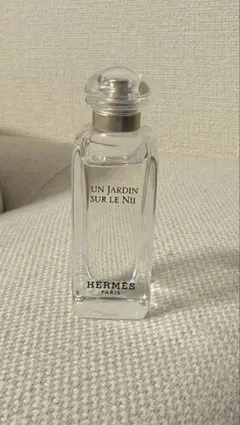 UN JARDIN
SUR LE NIL
HERMÈS
PARIS